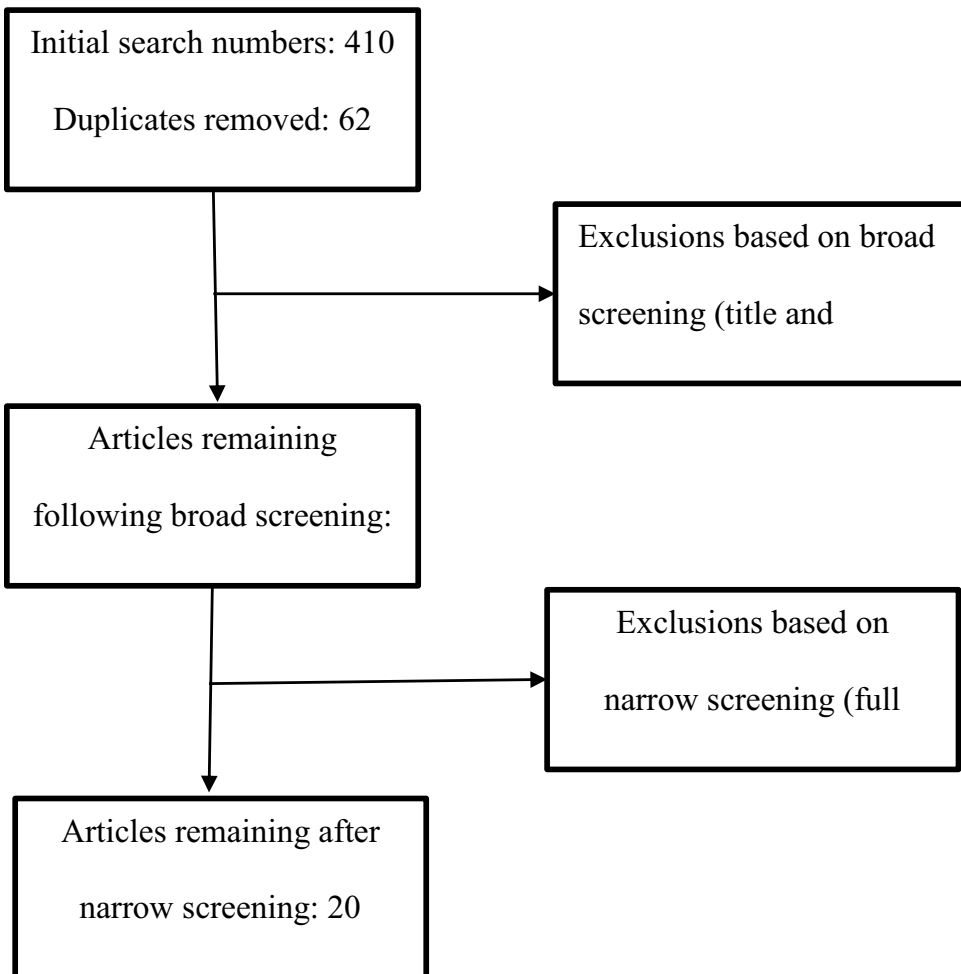 Initial search numbers: 410
Duplicates removed: 62
Exclusions based on broad
screening (title and
Articles remaining
following broad screening:
Exclusions based on
narrow screening (full
Articles remaining after
narrow screening: 20